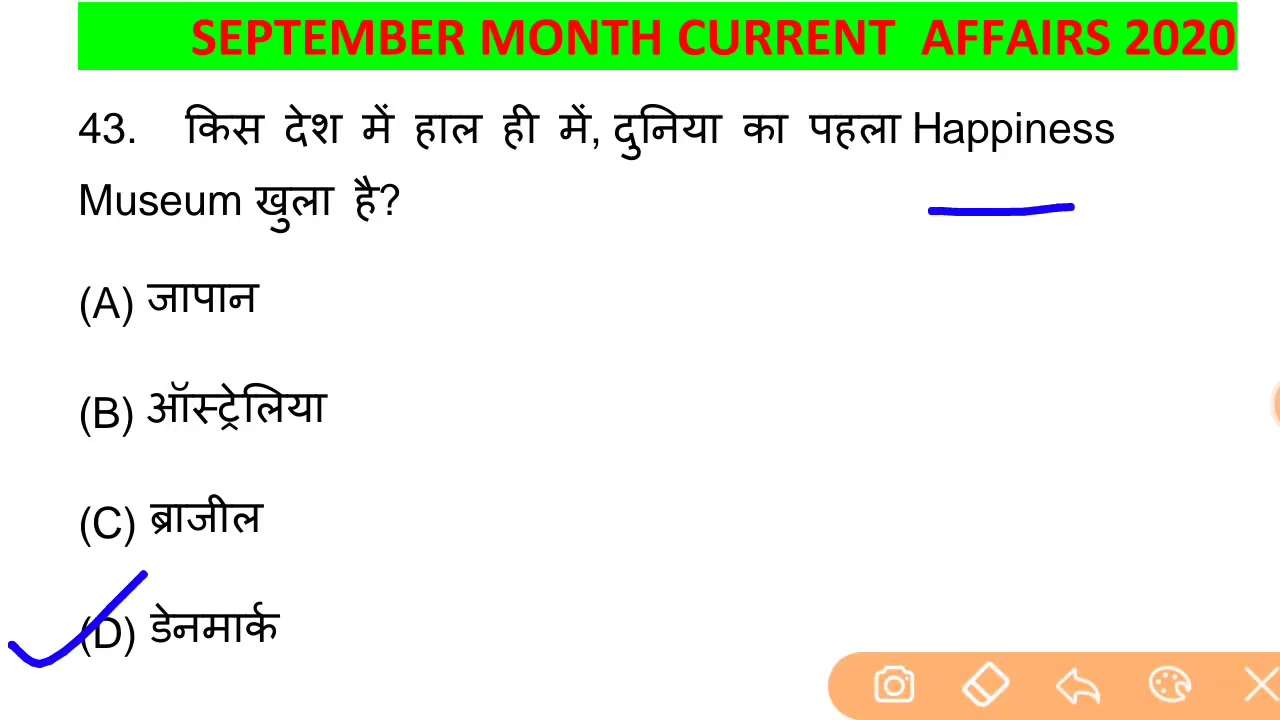 SEPTEMBER MONTH CURRENT AFFAIRS 2020
43. किस देश में हाल ही में, दुनिया का पहला Happiness
Museum खुला है?
(A) जापान
(B) ऑस्ट्रेलिया
(C) ब्राजील
(D) डेनमार्क